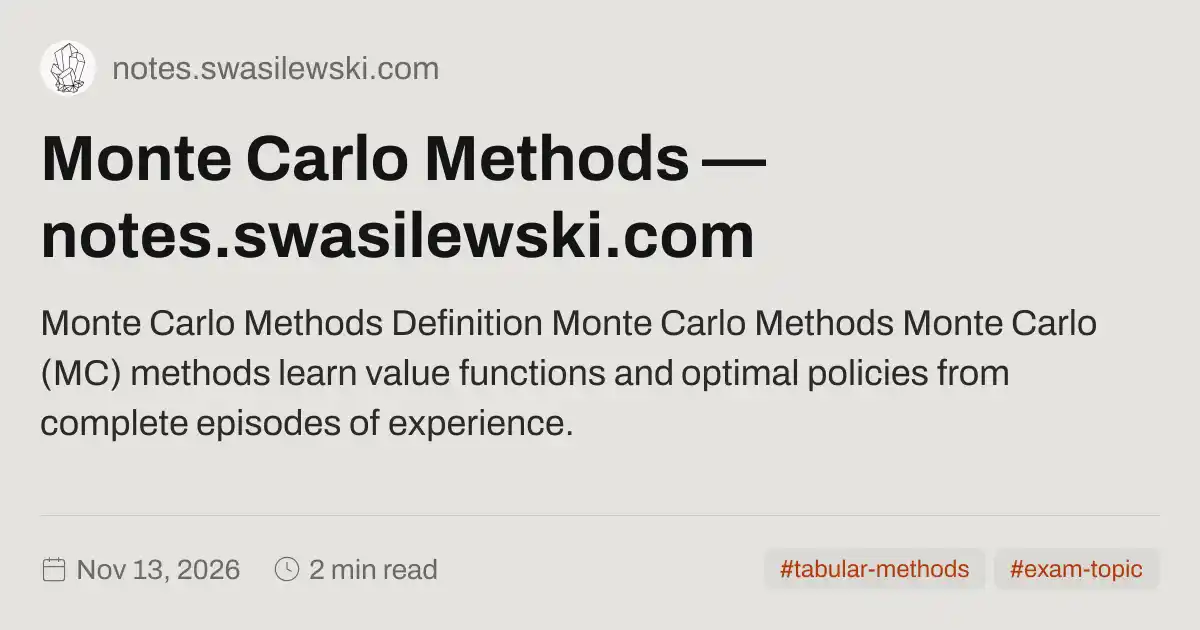 notes.swasilewski.com
Monte Carlo Methods —
notes.swasilewski.com
Monte Carlo Methods Definition Monte Carlo Methods Monte Carlo
(MC) methods learn value functions and optimal policies from
complete episodes of experience.
Nov 13, 2026 2 min read #tabular-methods #exam-topic